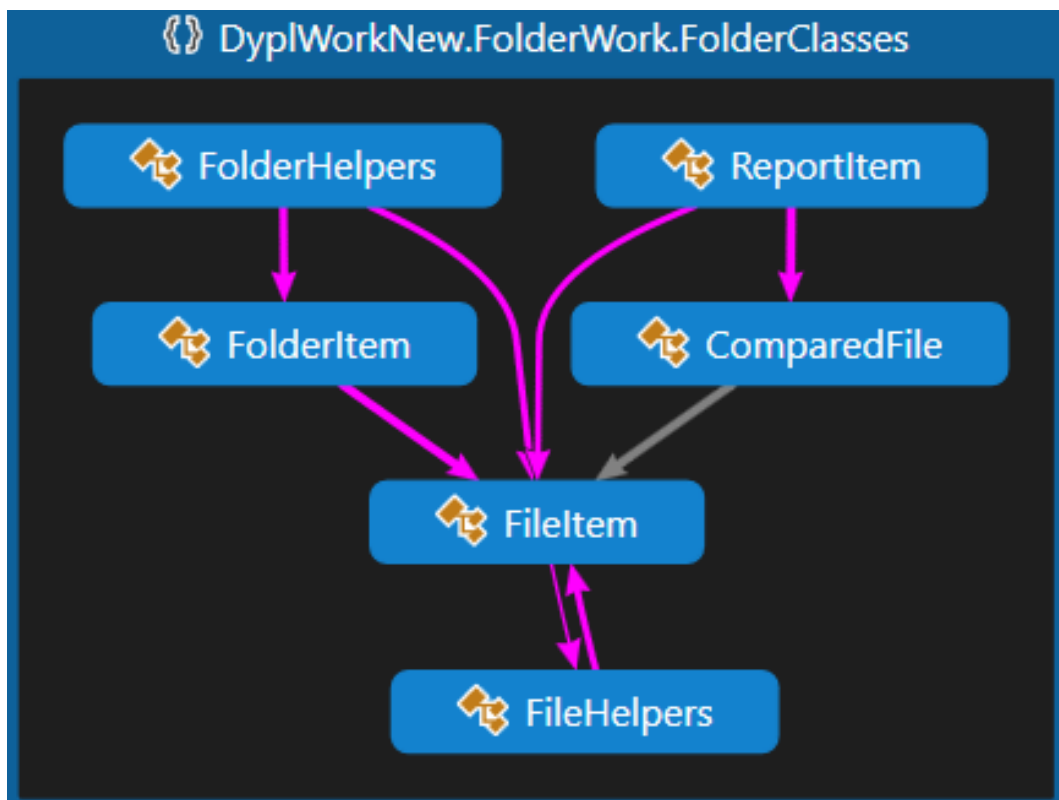 {} DyplWorkNew.FolderWork.FolderClasses
FolderHelpers
ReportItem
FolderItem
ComparedFile
FileItem
FileHelpers